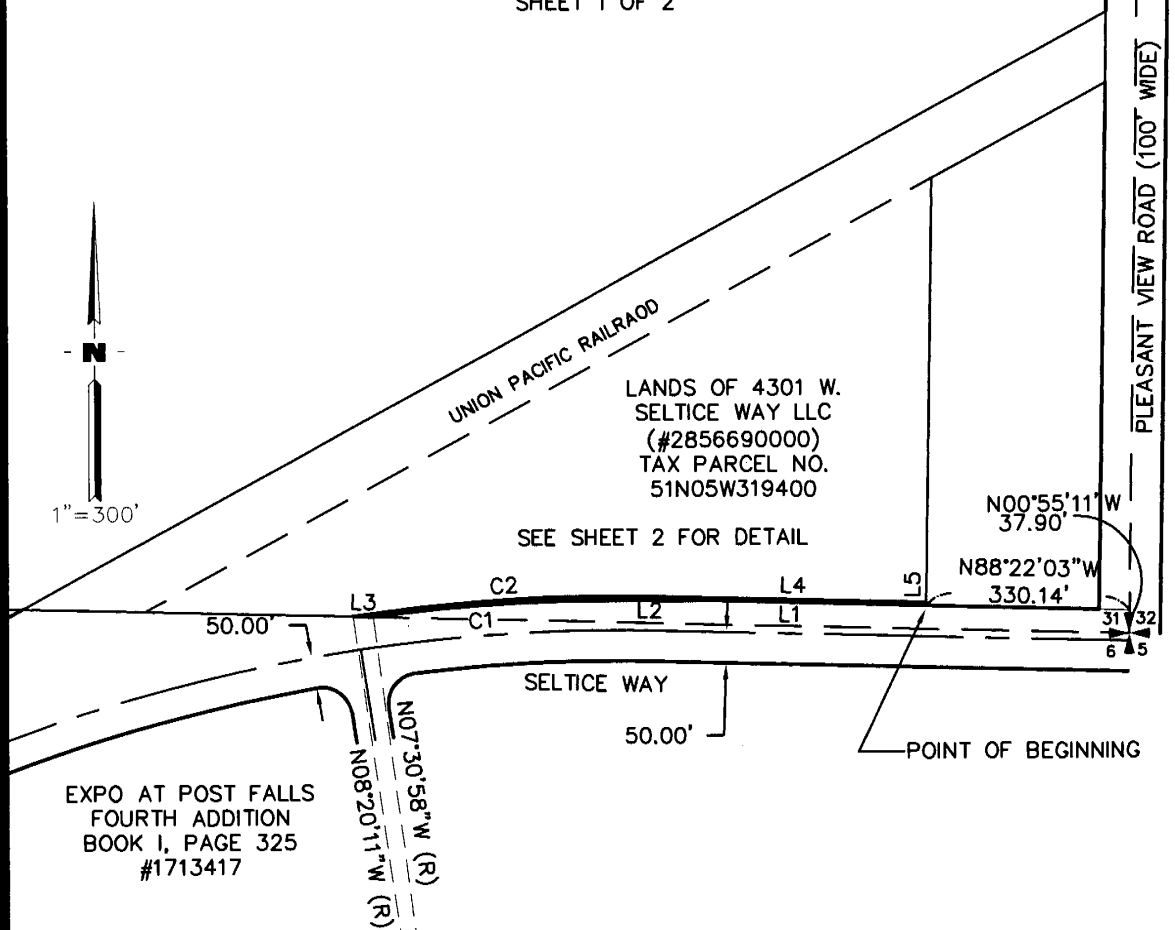 SHEET 1 OF 2
PLEASANT VIEW ROAD (100' WIDE)
UNION PACIFIC RAILRAOD
N
1"=300'
LANDS OF 4301 W.
SELTICE WAY LLC
(#2856690000)
TAX PARCEL NO.
51N05W319400
SEE SHEET 2 FOR DETAIL
N00°55'11"W
37.90'
N88°22'03"W
330.14'
L5
L3
C2
L4
50.00'
C1
L2
L1
31
32
6
5
SELTICE WAY
50.00'
POINT OF BEGINNING
N08°20'11"W (R)
N07°30'58"W (R)
EXPO AT POST FALLS
FOURTH ADDITION
BOOK I, PAGE 325
#1713417